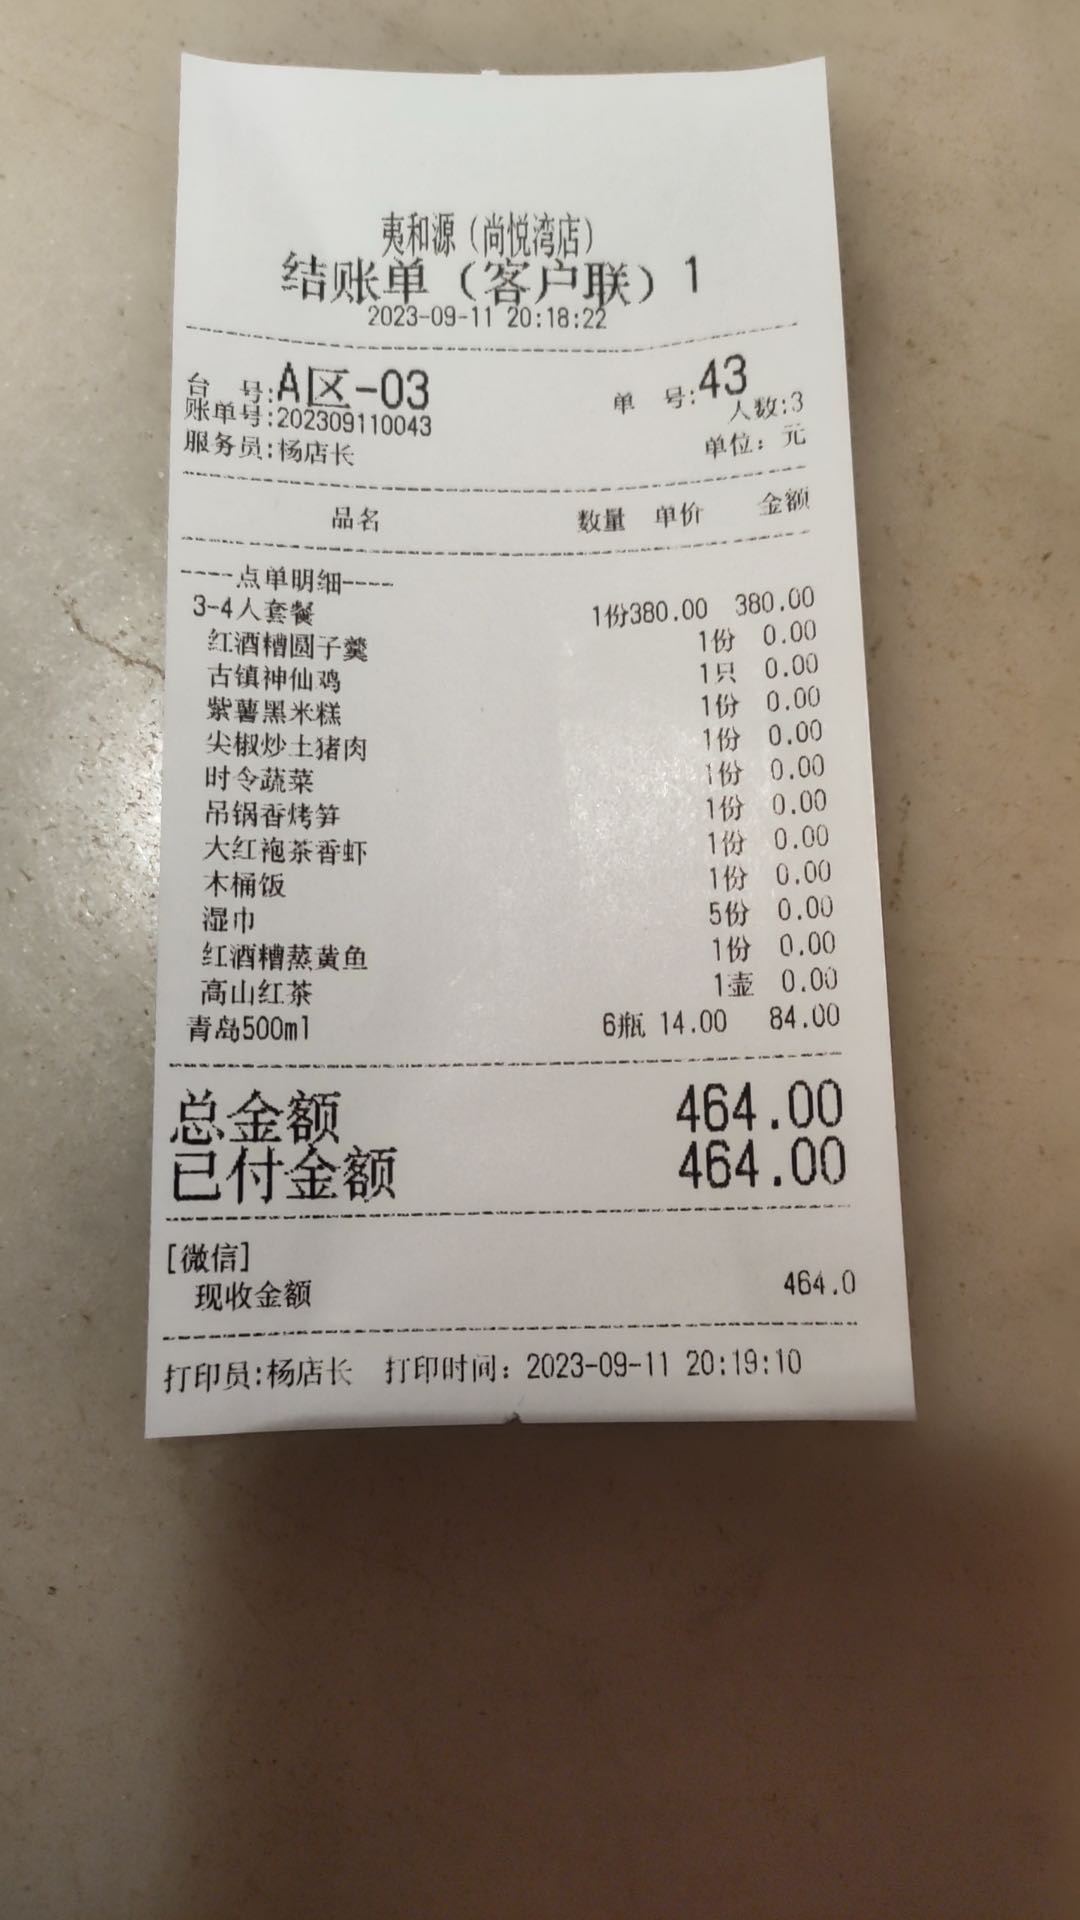 夷和源（尚悦湾店）
结账单（客户联）1
2023-09-11 20:18:22
台 号:A区-03 单 号:43
账单号:202309110043 人数:3
服务员:杨店长 单位：元
品名 数量 单价 金额
----点单明细----
3-4人套餐 1份380.00 380.00
红酒糟圆子羹 1份 0.00
古镇神仙鸡 1只 0.00
紫薯黑米糕 1份 0.00
尖椒炒土猪肉 1份 0.00
时令蔬菜 1份 0.00
吊锅香烤笋 1份 0.00
大红袍茶香虾 1份 0.00
木桶饭 1份 0.00
湿巾 5份 0.00
红酒糟蒸黄鱼 1份 0.00
高山红茶 1壶 0.00
青岛500ml 6瓶 14.00 84.00
总金额 464.00
已付金额 464.00
[微信]
现收金额 464.0
打印员:杨店长 打印时间：2023-09-11 20:19:10